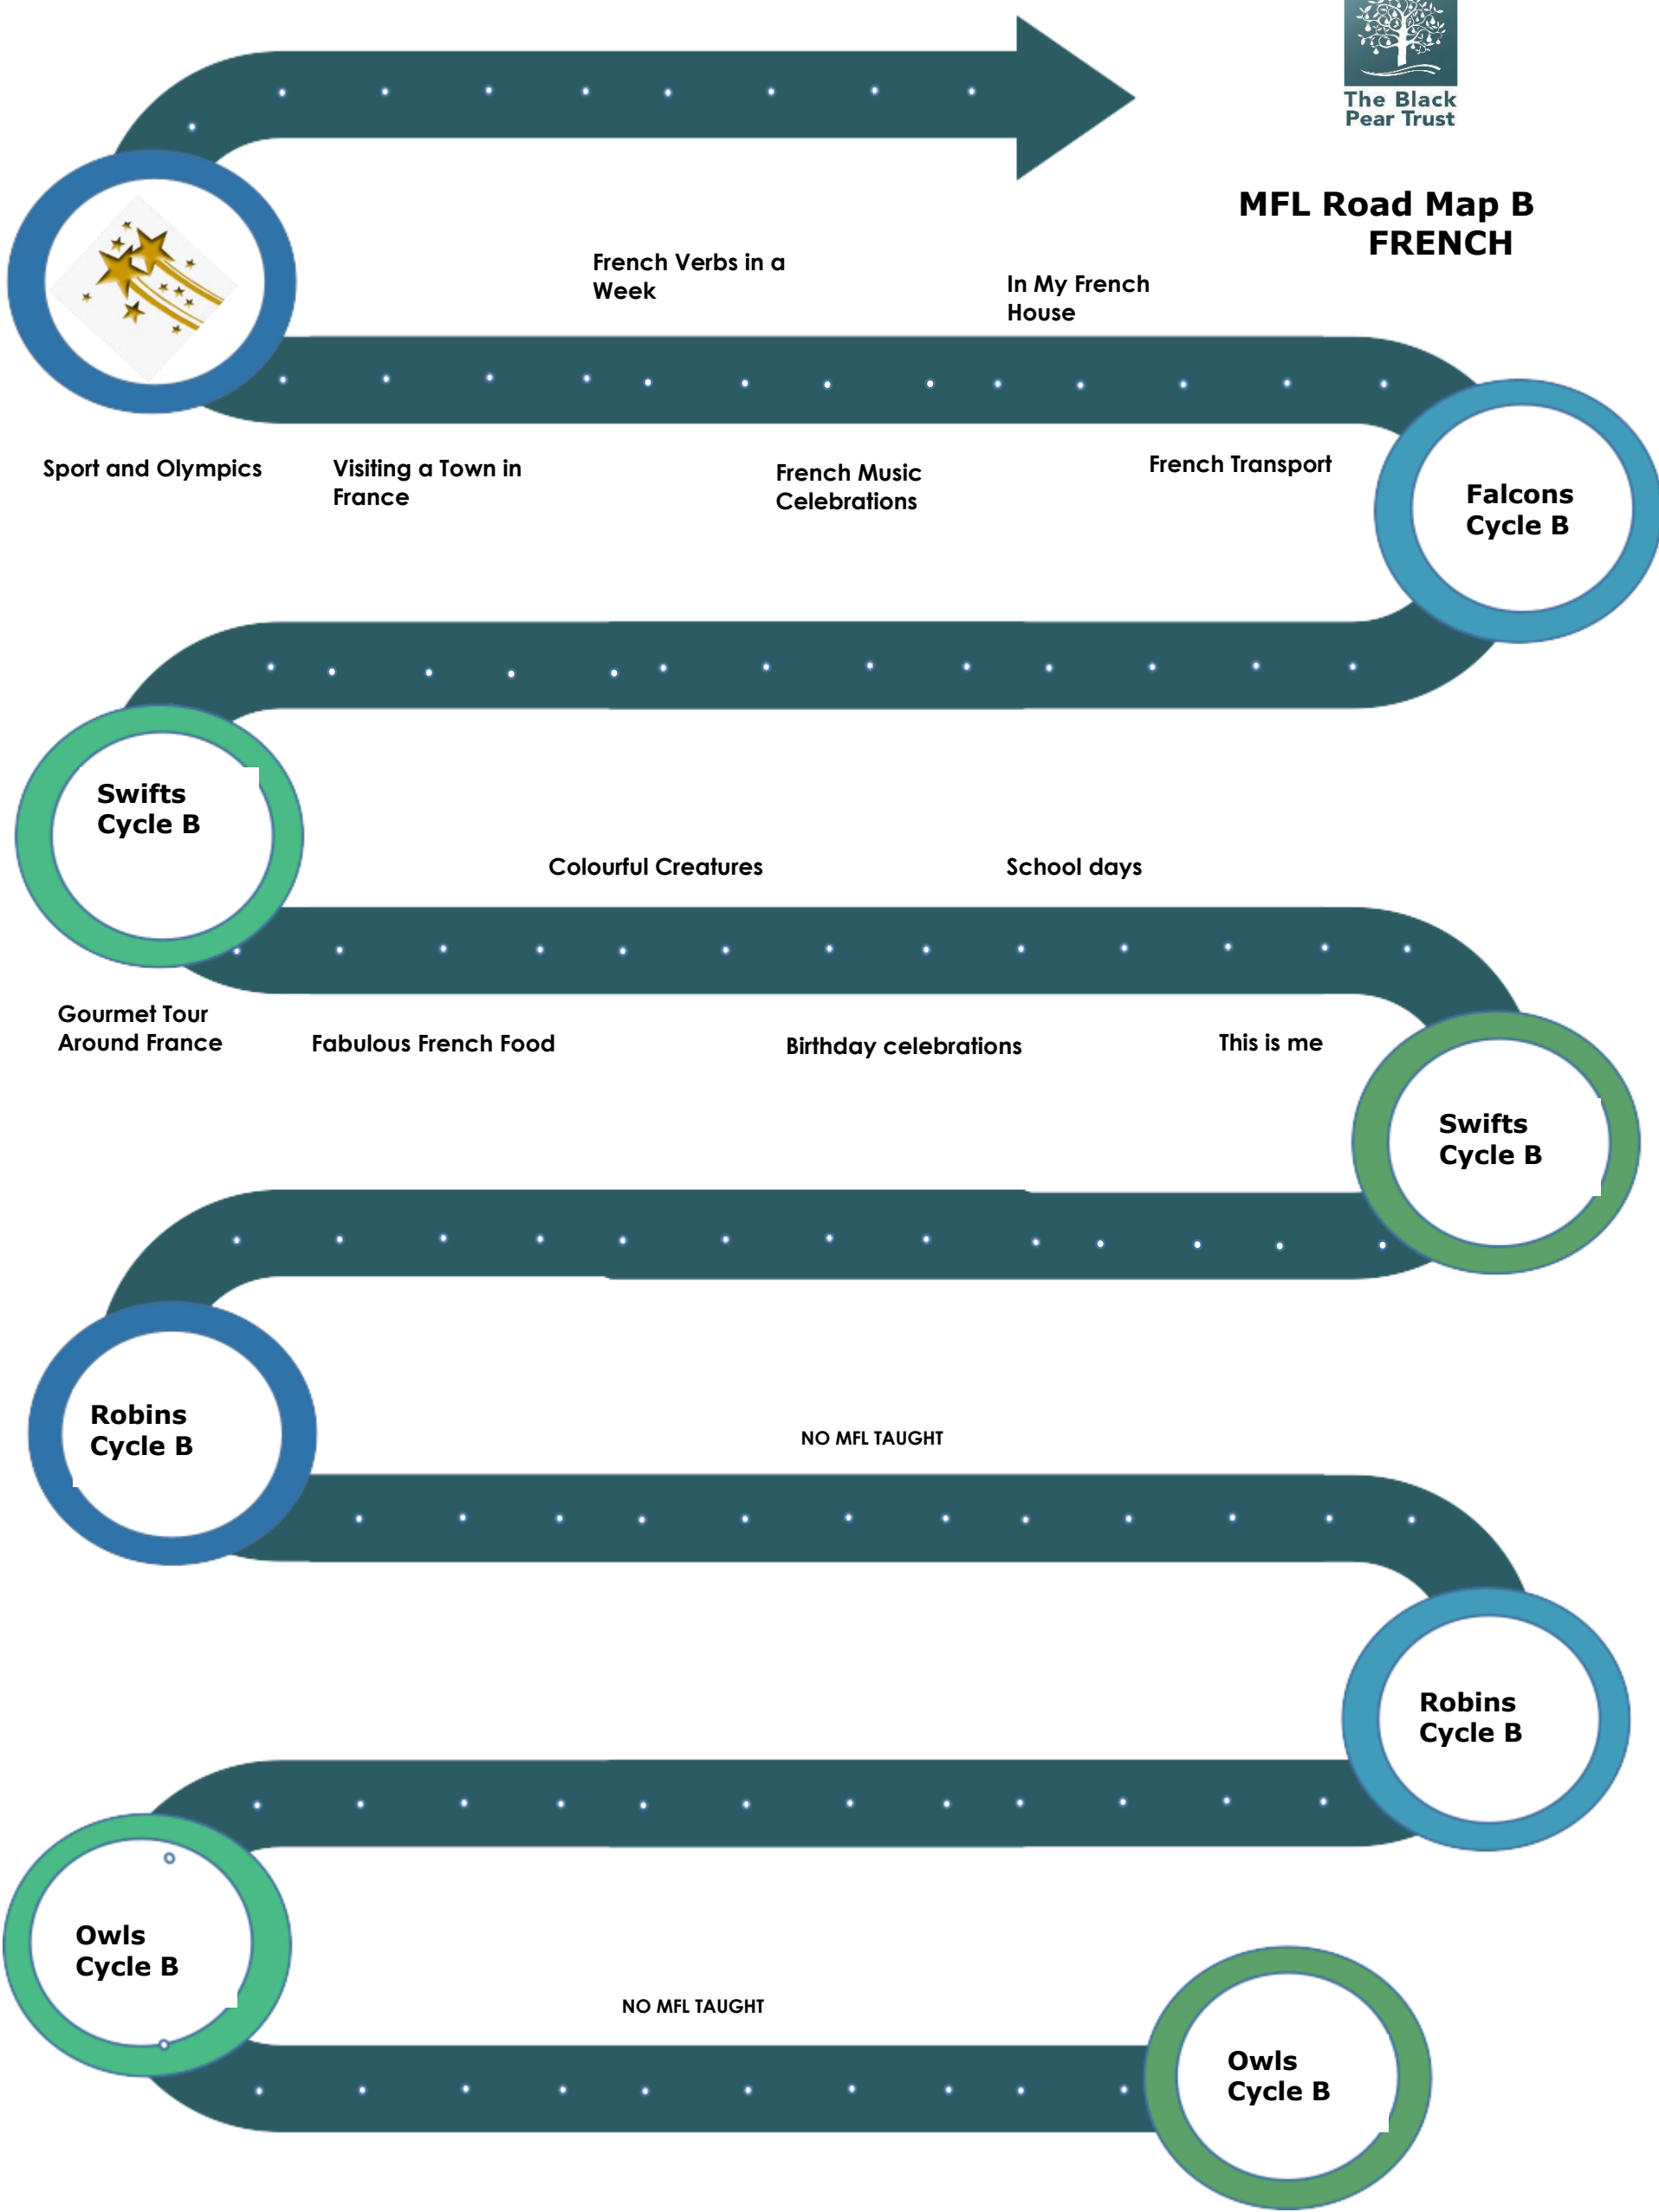 The Black
Pear Trust
MFL Road Map B
FRENCH
French Verbs in a
Week
In My French
House
Sport and Olympics
Visiting a Town in
France
French Music
Celebrations
French Transport
Falcons
Cycle B
Swifts
Cycle B
Colourful Creatures
School days
Gourmet Tour
Around France
Fabulous French Food
Birthday celebrations
This is me
Swifts
Cycle B
Robins
Cycle B
NO MFL TAUGHT
Robins
Cycle B
Owls
Cycle B
NO MFL TAUGHT
Owls
Cycle B